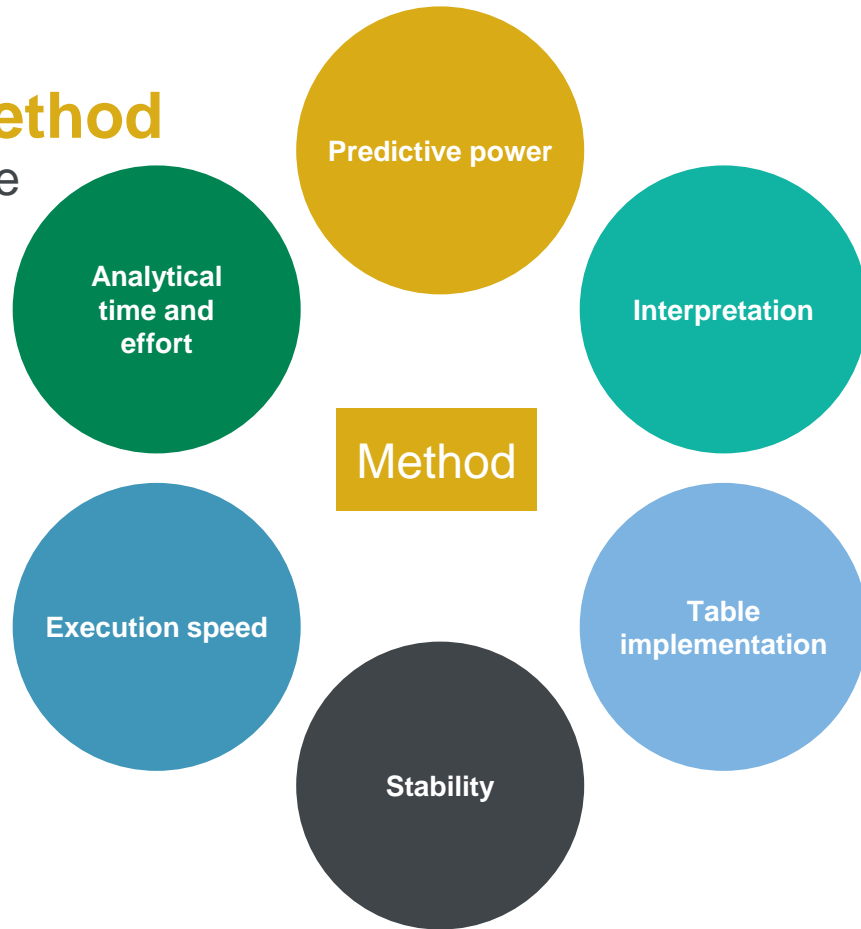 ethod
e
Predictive power
Analytical
time and
effort
Interpretation
Method
Execution speed
Table
implementation
Stability